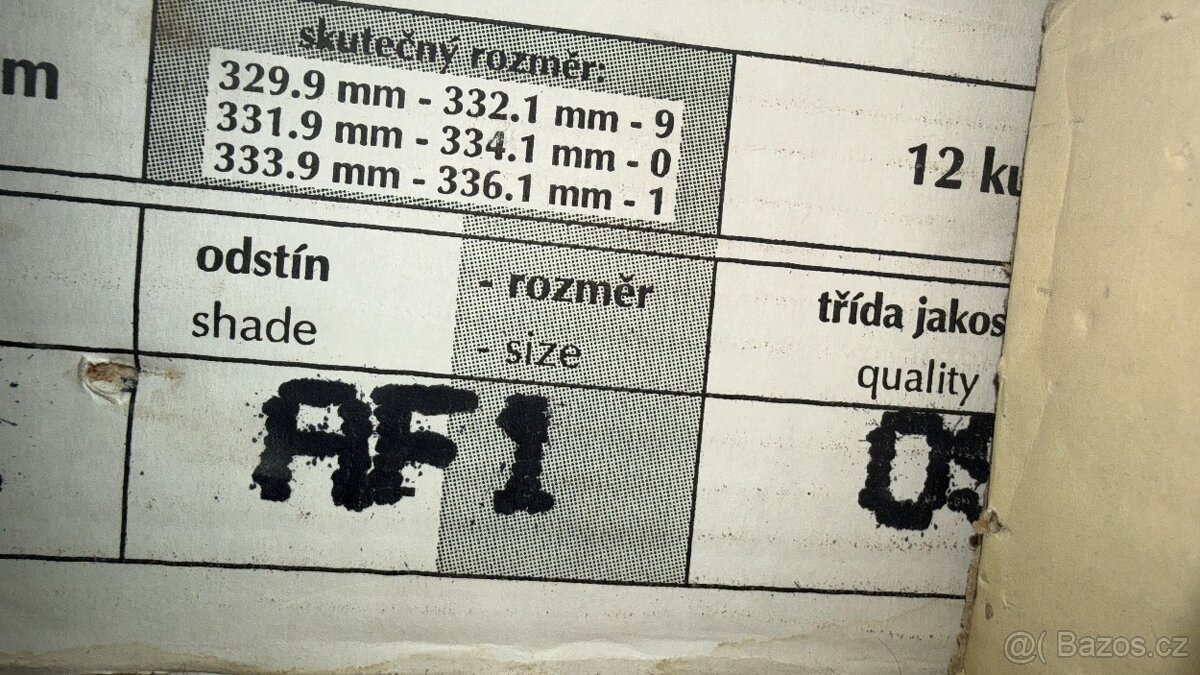 m
skutečný rozměr:
329.9 mm - 332.1 mm - 9
331.9 mm - 334.1 mm - 0
333.9 mm - 336.1 mm - 1
12 ku
odstín - rozměr
shade - size
třída jakos
quality
AF 1
@( Bazos.cz